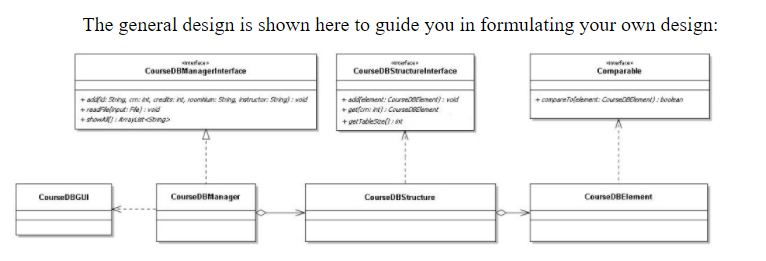 The general design is shown here to guide you in formulating your own design:
«interface»
CourseDBManagerInterface
+ add(id: String, crn: int, credits: int, roomNum: String, instructor: String) : void
+ readFile(input: File) : void
+ showAll() : ArrayList<String>
«interface»
CourseDBStructureInterface
+ add(element: CourseDBElement) : void
+ get(crn: int) : CourseDBElement
+ getTableSize() : int
«interface»
Comparable
+ compareTo(element: CourseDBElement) : boolean
CourseDBGUI
CourseDBManager
CourseDBStructure
CourseDBElement